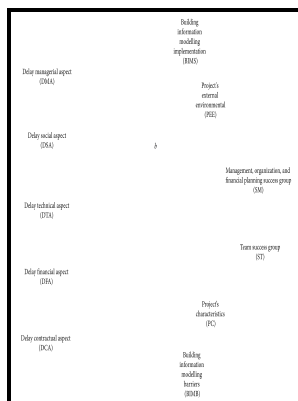 Building
information
modelling
implementation
(BIMS)
Delay managerial aspect
(DMA)
Project's
external
environmental
(PEE)
Delay social aspect
(DSA)
b
Management, organization, and
financial planning success group
(SM)
Delay technical aspect
(DTA)
Team success group
(ST)
Delay financial aspect
(DFA)
Project's
characteristics
(PC)
Delay contractual aspect
(DCA)
Building
information
modelling
barriers
(BIMB)